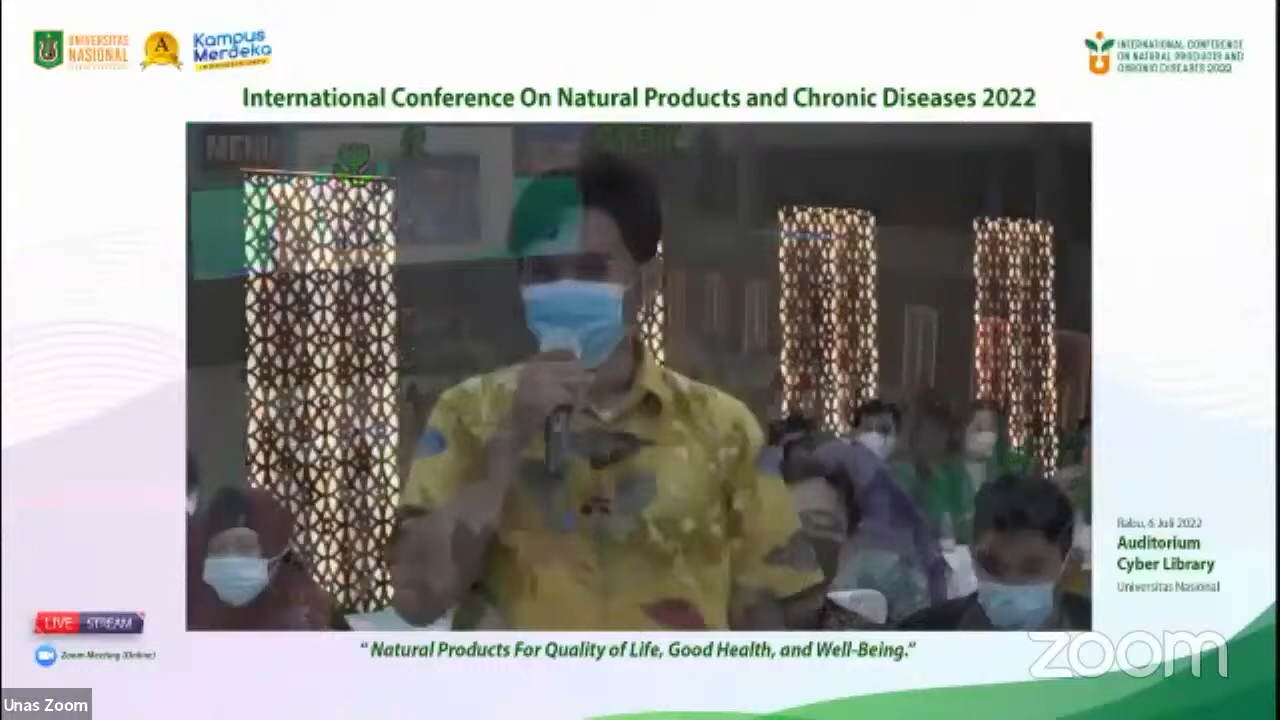 UNIVERSITAS
NASIONAL
A
Kampus
Merdeka
INTERNATIONAL CONFERENCE
ON NATURAL PRODUCTS AND
CHRONIC DISEASES 2022
International Conference On Natural Products and Chronic Diseases 2022
Rabu, 6 Juli 2022
Auditorium
Cyber Library
Universitas Nasional
LIVE STREAM
Zoom Meeting (Online)
“ Natural Products For Quality of Life, Good Health, and Well-Being.”
zoom
Unas Zoom